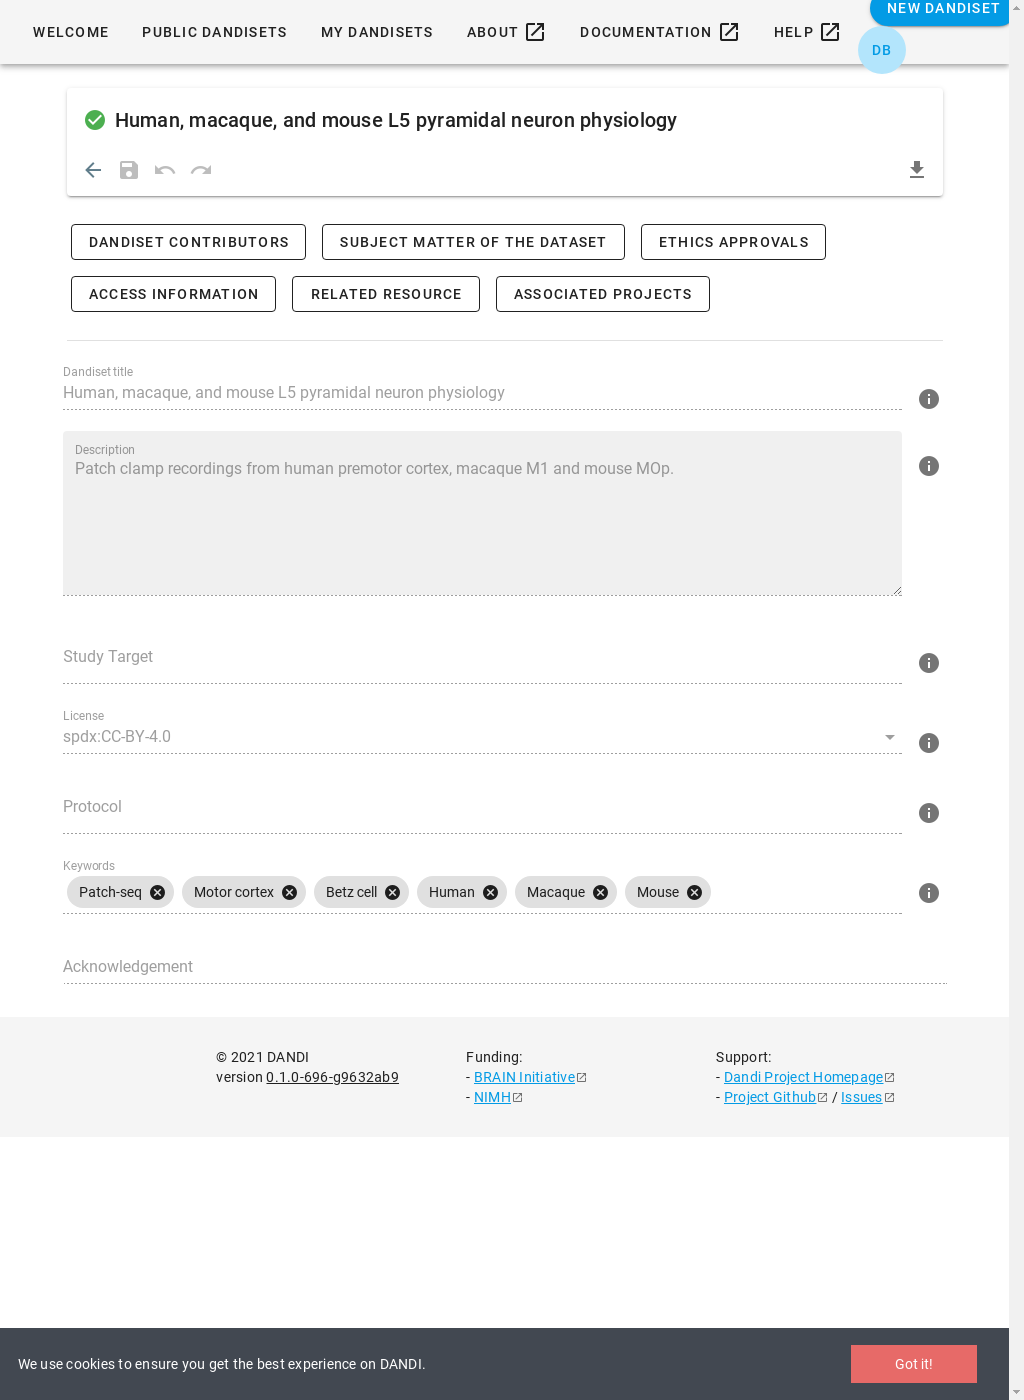 NEW DANDISET
WELCOME PUBLIC DANDISETS MY DANDISETS ABOUT DOCUMENTATION HELP
DB
Human, macaque, and mouse L5 pyramidal neuron physiology
DANDISET CONTRIBUTORS SUBJECT MATTER OF THE DATASET ETHICS APPROVALS
ACCESS INFORMATION RELATED RESOURCE ASSOCIATED PROJECTS
Dandiset title
Human, macaque, and mouse L5 pyramidal neuron physiology
Description
Patch clamp recordings from human premotor cortex, macaque M1 and mouse MOp.
Study Target
License
spdx:CC-BY-4.0
Protocol
Keywords
Patch-seq Motor cortex Betz cell Human Macaque Mouse
Acknowledgement
© 2021 DANDI
version 0.1.0-696-g9632ab9
Funding:
- BRAIN Initiative
- NIMH
Support:
- Dandi Project Homepage
- Project Github / Issues
We use cookies to ensure you get the best experience on DANDI.
Got it!